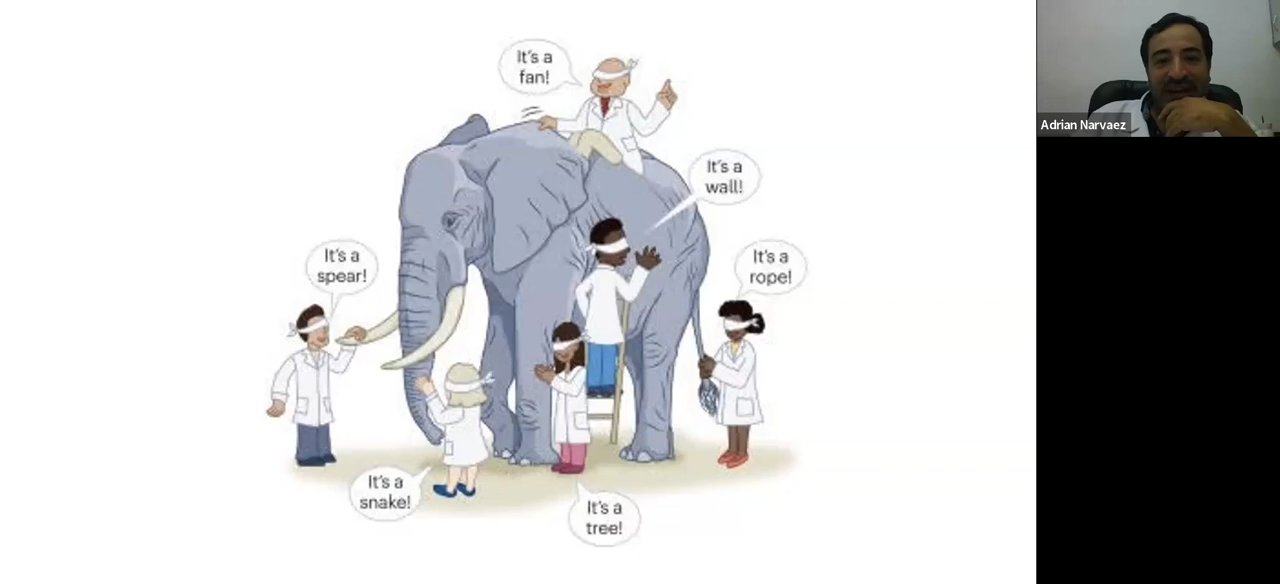 It's a
fan!
It's a
wall!
It's a
spear!
It's a
rope!
It's a
snake!
It's a
tree!
Adrian Narvaez